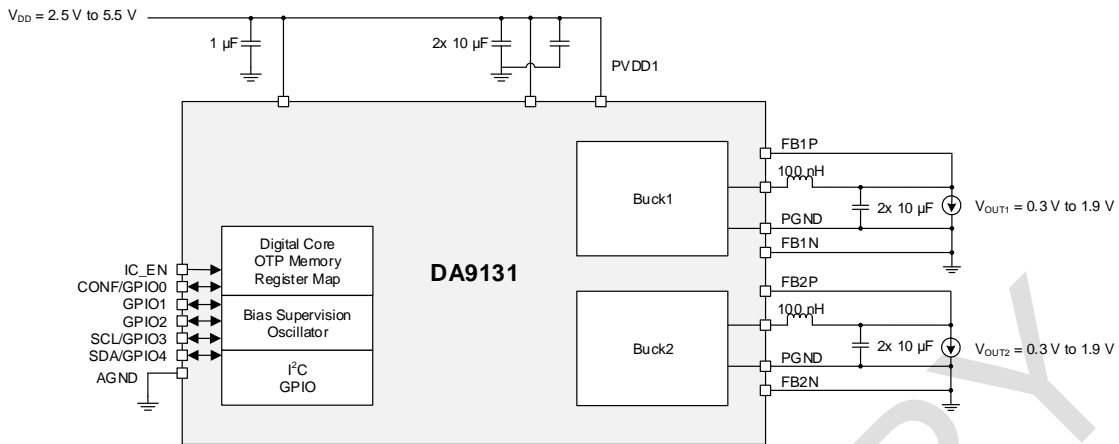 VDD = 2.5 V to 5.5 V
1 µF
2x 10 µF
PVDD1
FB1P
100 nH
Buck1
2x 10 µF
VOUT1 = 0.3 V to 1.9 V
PGND
FB1N
Digital Core
OTP Memory
Register Map
DA9131
IC_EN
CONF/GPIO0
GPIO1
GPIO2
SCL/GPIO3
SDA/GPIO4
AGND
Bias Supervision
Oscillator
I²C
GPIO
FB2P
100 nH
Buck2
2x 10 µF
VOUT2 = 0.3 V to 1.9 V
PGND
FB2N